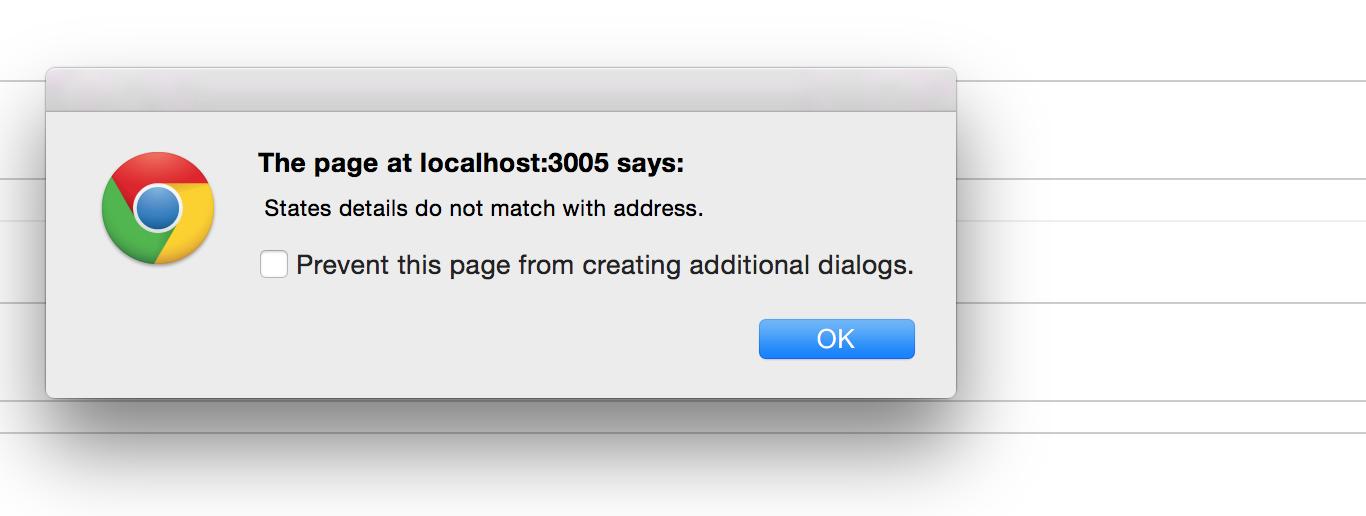 The page at localhost:3005 says:
States details do not match with address.
Prevent this page from creating additional dialogs.
OK